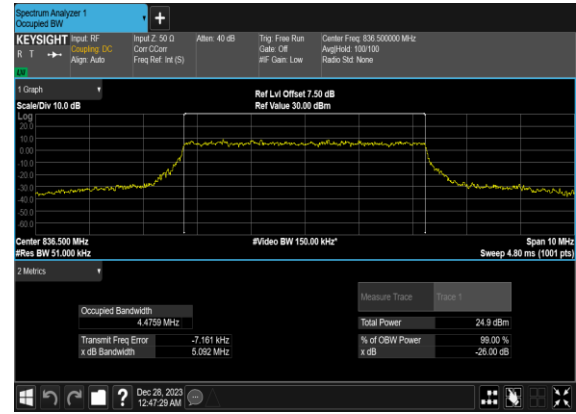 Spectrum Analyzer 1
Occupied BW
+
KEYSIGHT Input: RF Input Z: 50 Ω Atten: 40 dB Trig: Free Run Center Freq: 836.500000 MHz
R T Coupling: DC Corr CCorr Gate: Off Avg|Hold: 100/100
Align: Auto Freq Ref: Int (S) #IF Gain: Low Radio Std: None
LVI
1 Graph
Ref Lvl Offset 7.50 dB
Scale/Div 10.0 dB Ref Value 30.00 dBm
Log
20.0
10.0
0.00
-10.0
-20.0
-30.0
-40.0
-50.0
-60.0
Center 836.500 MHz #Video BW 150.00 kHz* Span 10 MHz
#Res BW 51.000 kHz Sweep 4.80 ms (1001 pts)
2 Metrics
Measure Trace Trace 1
Occupied Bandwidth
4.4759 MHz Total Power 24.9 dBm
Transmit Freq Error -7.161 kHz % of OBW Power 99.00 %
x dB Bandwidth 5.092 MHz x dB -26.00 dB
? Dec 28, 2023
12:47:29 AM